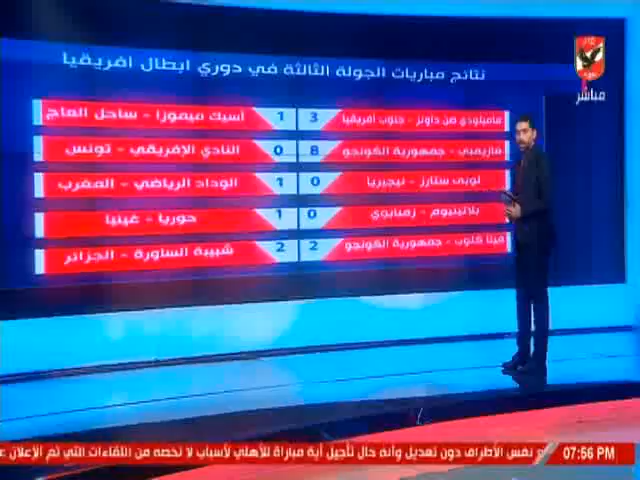 نتائج مباريات الجولة الثالثة في دوري ابطال افريقيا
مباشر
ماميلودي صن داونز - جنوب أفريقيا 3 1 أسيك ميموزا - ساحل العاج
مازيمبي - جمهورية الكونجو 8 0 النادي الإفريقي - تونس
لوبي ستارز - نيجيريا 0 1 الوداد الرياضي - المغرب
بلاتينيوم - زمبابوي 0 1 حوريا - غينيا
فيتا كلوب - جمهورية الكونجو 2 2 شبيبة الساورة - الجزائر
07:56 PM و نفس الأطراف دون تعديل وأنه حال تأجيل أية مباراة للأهلي لأسباب لا تخصه من اللقاءات التي تم الإعلان ع